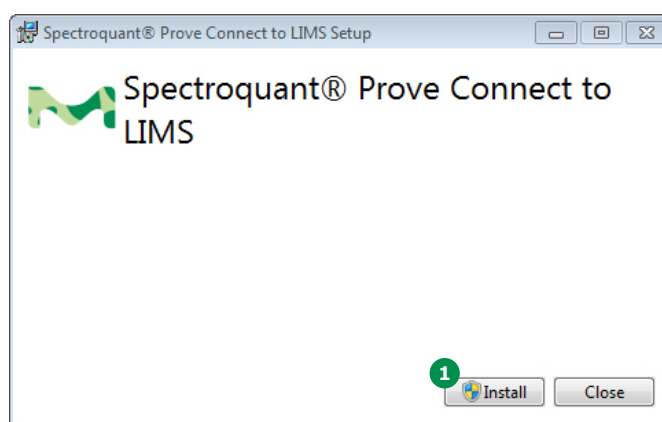 Spectroquant® Prove Connect to LIMS Setup
Spectroquant® Prove Connect to
LIMS
1
Install Close